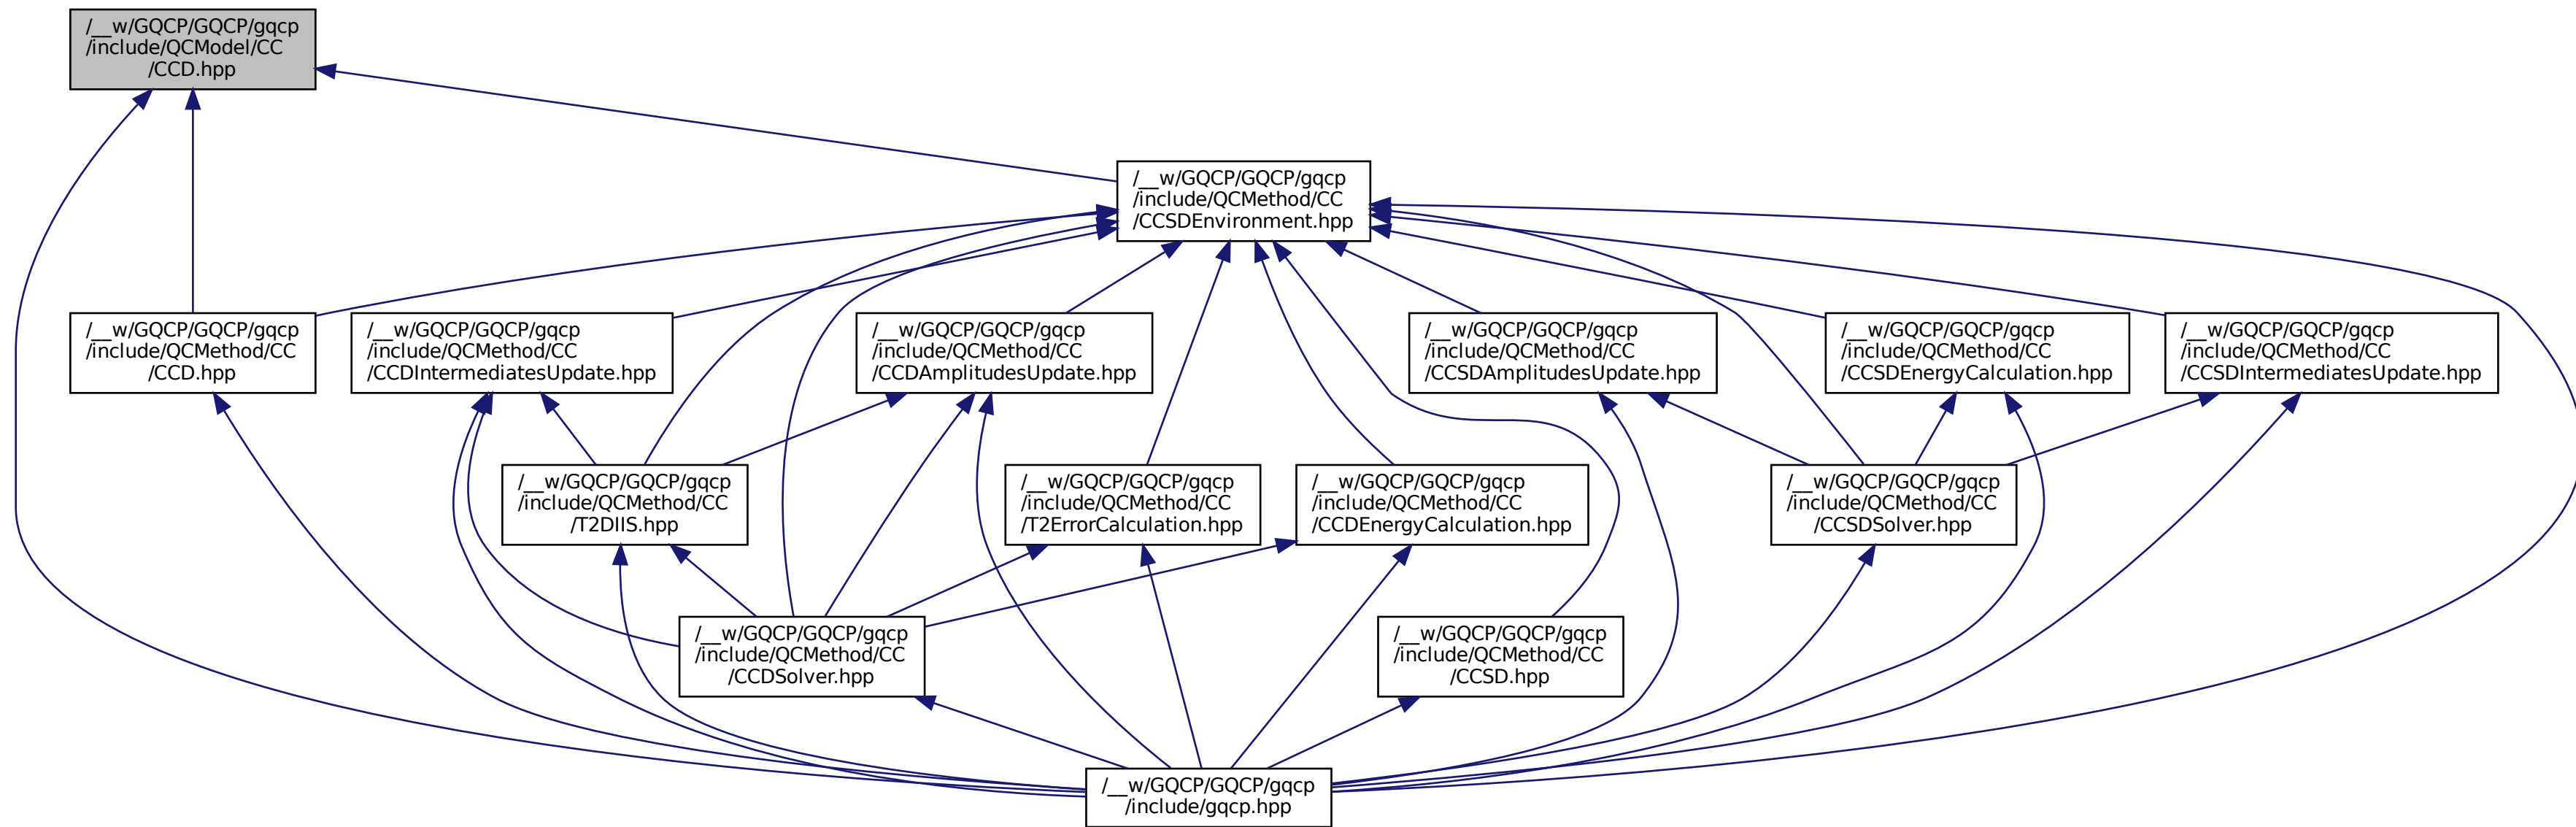 /__w/GQCP/GQCP/gqcp
/include/QCModel/CC
/CCD.hpp
/__w/GQCP/GQCP/gqcp
/include/QCMethod/CC
/CCSDEnvironment.hpp
/__w/GQCP/GQCP/gqcp
/include/QCMethod/CC
/CCD.hpp
/__w/GQCP/GQCP/gqcp
/include/QCMethod/CC
/CCDIntermediatesUpdate.hpp
/__w/GQCP/GQCP/gqcp
/include/QCMethod/CC
/CCDAmplitudesUpdate.hpp
/__w/GQCP/GQCP/gqcp
/include/QCMethod/CC
/CCSDAmplitudesUpdate.hpp
/__w/GQCP/GQCP/gqcp
/include/QCMethod/CC
/CCSDEnergyCalculation.hpp
/__w/GQCP/GQCP/gqcp
/include/QCMethod/CC
/CCSDIntermediatesUpdate.hpp
/__w/GQCP/GQCP/gqcp
/include/QCMethod/CC
/T2DIIS.hpp
/__w/GQCP/GQCP/gqcp
/include/QCMethod/CC
/T2ErrorCalculation.hpp
/__w/GQCP/GQCP/gqcp
/include/QCMethod/CC
/CCDEnergyCalculation.hpp
/__w/GQCP/GQCP/gqcp
/include/QCMethod/CC
/CCSDSolver.hpp
/__w/GQCP/GQCP/gqcp
/include/QCMethod/CC
/CCDSolver.hpp
/__w/GQCP/GQCP/gqcp
/include/QCMethod/CC
/CCSD.hpp
/__w/GQCP/GQCP/gqcp
/include/gqcp.hpp